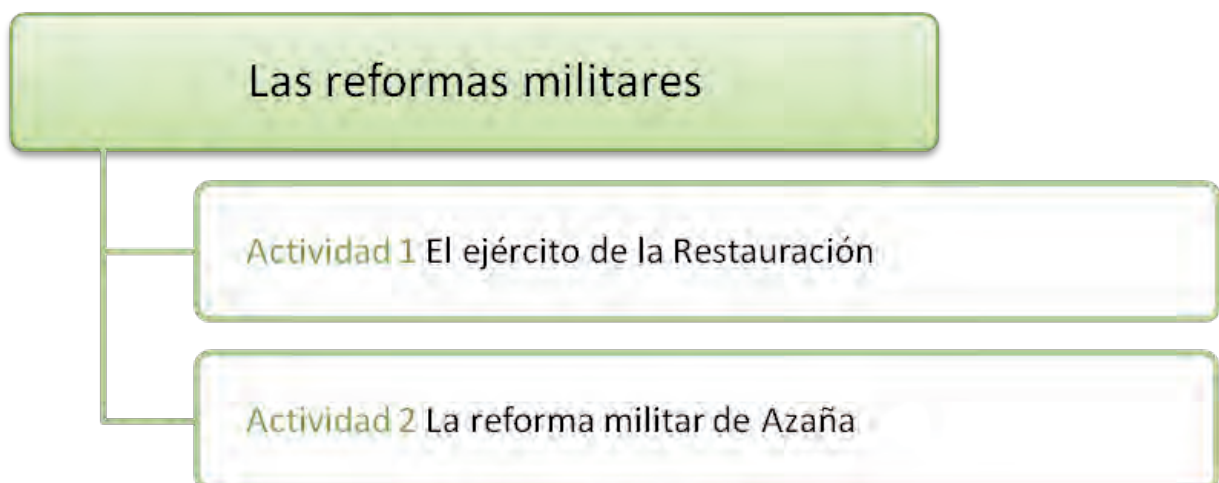 Las reformas militares
Actividad 1 El ejército de la Restauración
Actividad 2 La reforma militar de Azaña